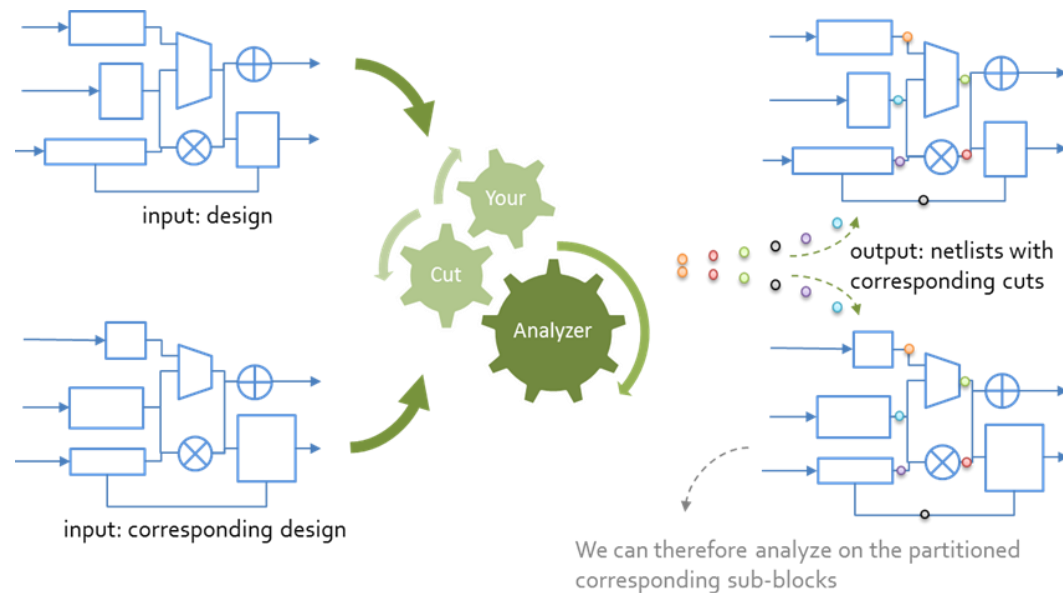 input: design
Your
Cut
Analyzer
output: netlists with
corresponding cuts
input: corresponding design
We can therefore analyze on the partitioned
corresponding sub-blocks